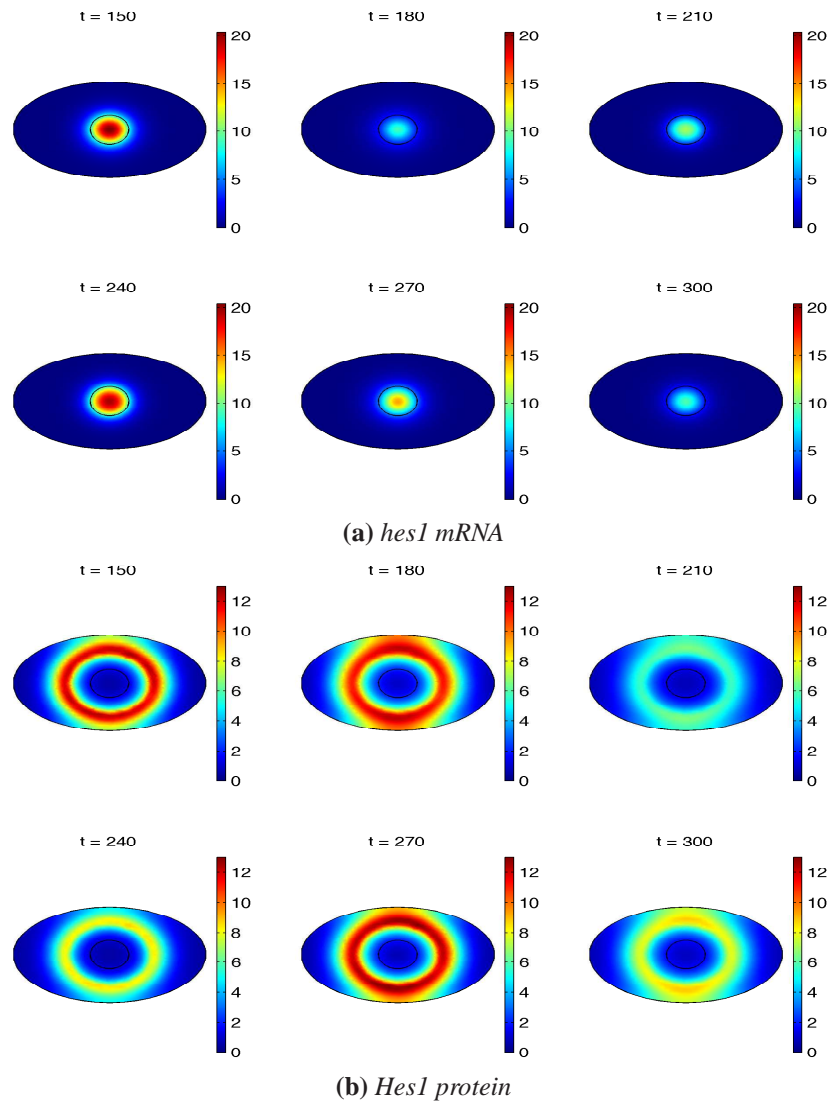 t = 150 t = 180 t = 210
20 20 20
15 15 15
10 10 10
5 5 5
0 0 0
t = 240 t = 270 t = 300
20 20 20
15 15 15
10 10 10
5 5 5
0 0 0
(a) hes1 mRNA
t = 150 t = 180 t = 210
12 12 12
10 10 10
8 8 8
6 6 6
4 4 4
2 2 2
0 0 0
t = 240 t = 270 t = 300
12 12 12
10 10 10
8 8 8
6 6 6
4 4 4
2 2 2
0 0 0
(b) Hes1 protein